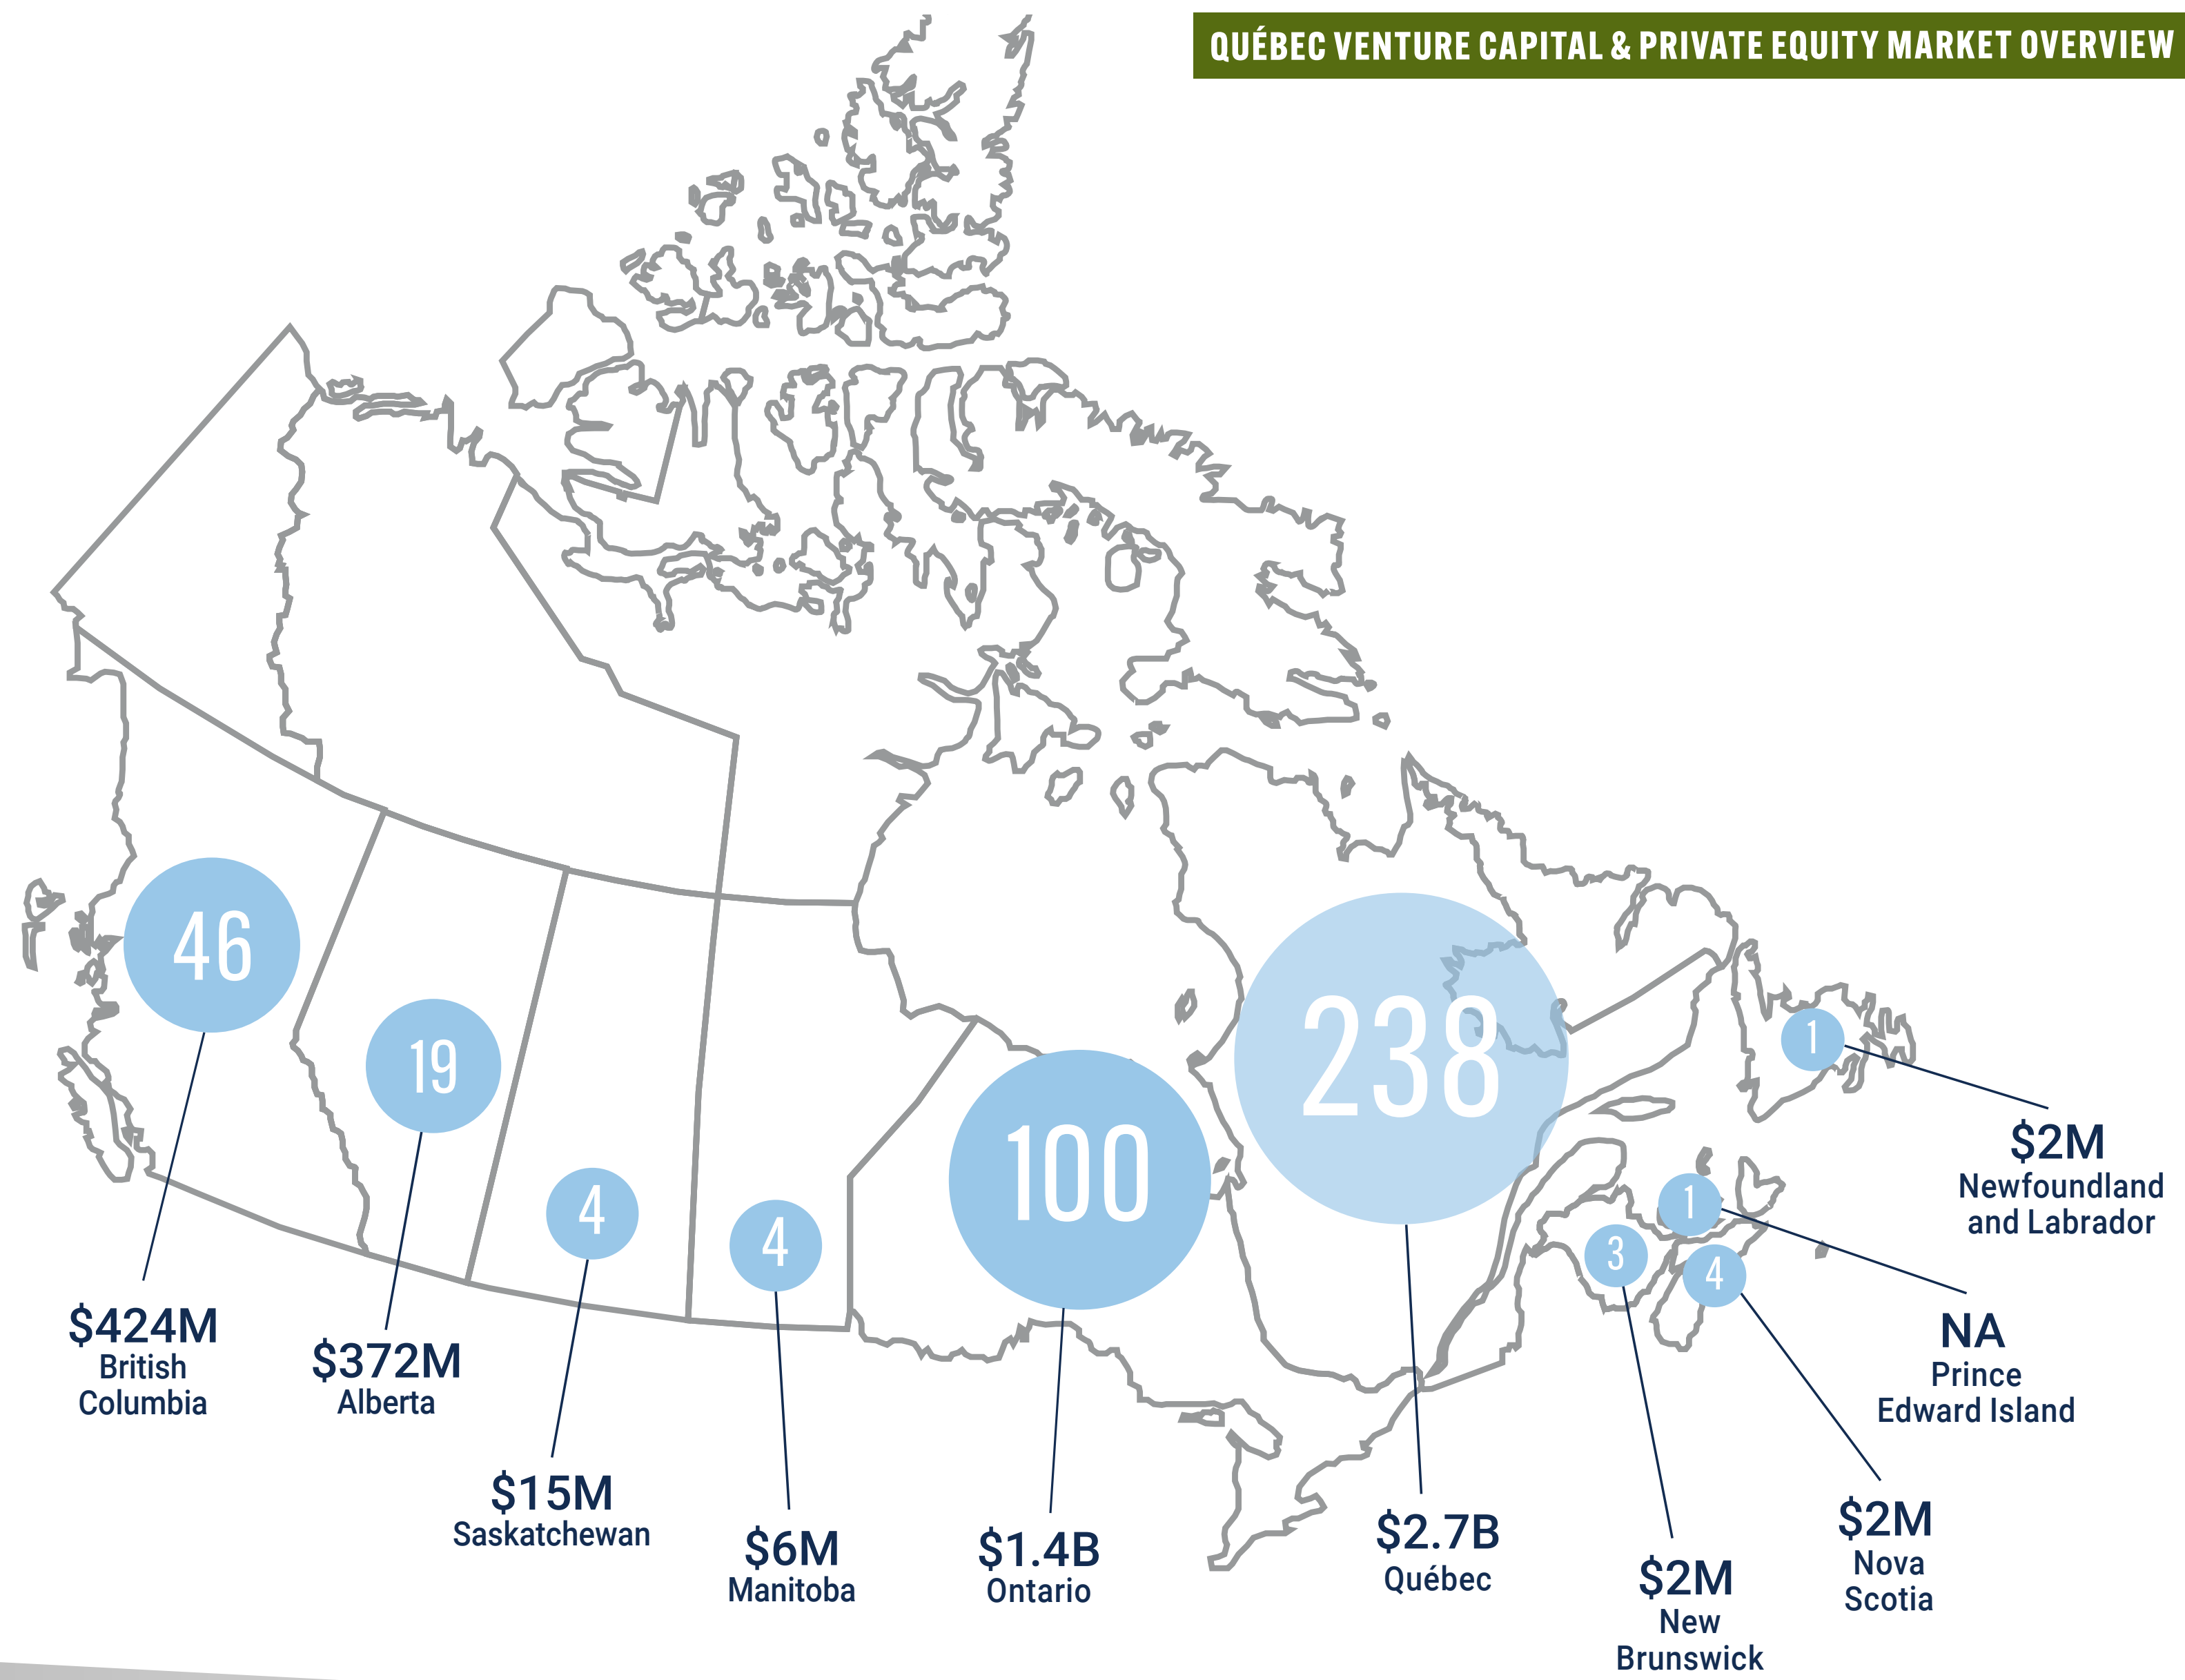 QUÉBEC VENTURE CAPITAL & PRIVATE EQUITY MARKET OVERVIEW
46
19
4
4
100
238
1
1
3
4
$424M
British
Columbia
$372M
Alberta
$15M
Saskatchewan
$6M
Manitoba
$1.4B
Ontario
$2.7B
Québec
$2M
New
Brunswick
$2M
Nova
Scotia
NA
Prince
Edward Island
$2M
Newfoundland
and Labrador